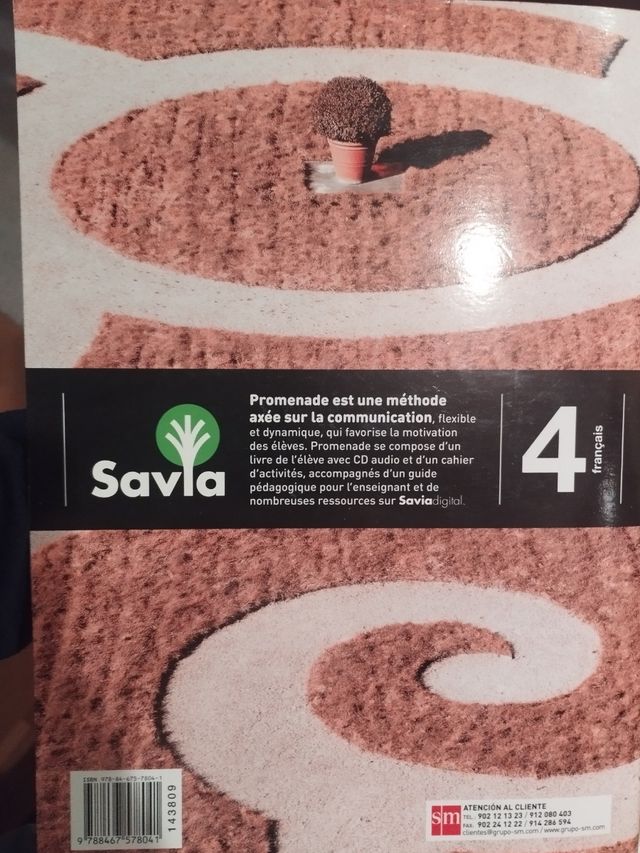 Savia
Promenade est une méthode
axée sur la communication, flexible
et dynamique, qui favorise la motivation
des élèves. Promenade se compose d'un
livre de l'élève avec CD audio et d'un cahier
d'activités, accompagnés d'un guide
pédagogique pour l'enseignant et de
nombreuses ressources sur Saviadigital.
4
français
ISBN 978-84-675-7804-1
9 788467 578041
143809
sm
ATENCIÓN AL CLIENTE
TEL.: 902 12 13 23 / 912 080 403
FAX: 902 24 12 22 / 914 286 594
clientes@grupo-sm.com / www.grupo-sm.com